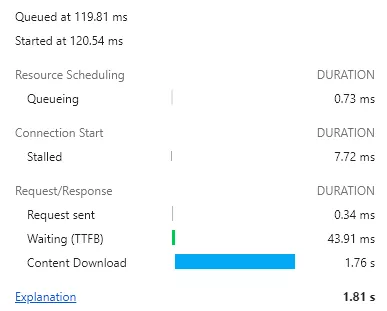 Queued at 119.81 ms
Started at 120.54 ms
Resource Scheduling DURATION
Queueing 0.73 ms
Connection Start DURATION
Stalled 7.72 ms
Request/Response DURATION
Request sent 0.34 ms
Waiting (TTFB) 43.91 ms
Content Download 1.76 s
Explanation 1.81 s